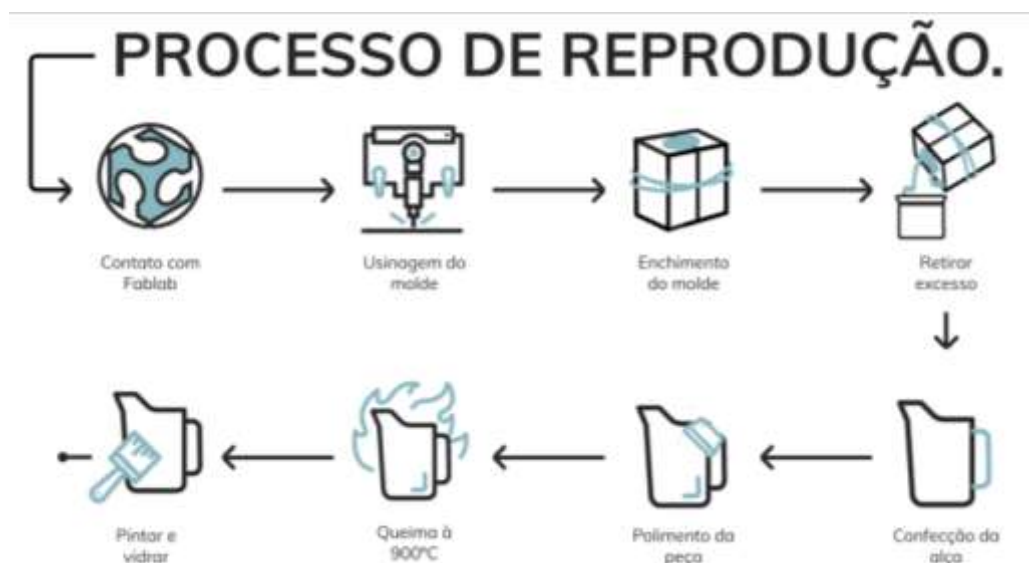 PROCESSO DE REPRODUÇÃO.
Contato com
Fablab
Usinagem do
molde
Enchimento
do molde
Retirar
excesso
Confecção da
alça
Polimento da
peça
Queima à
900°C
Pintar e
vidrar